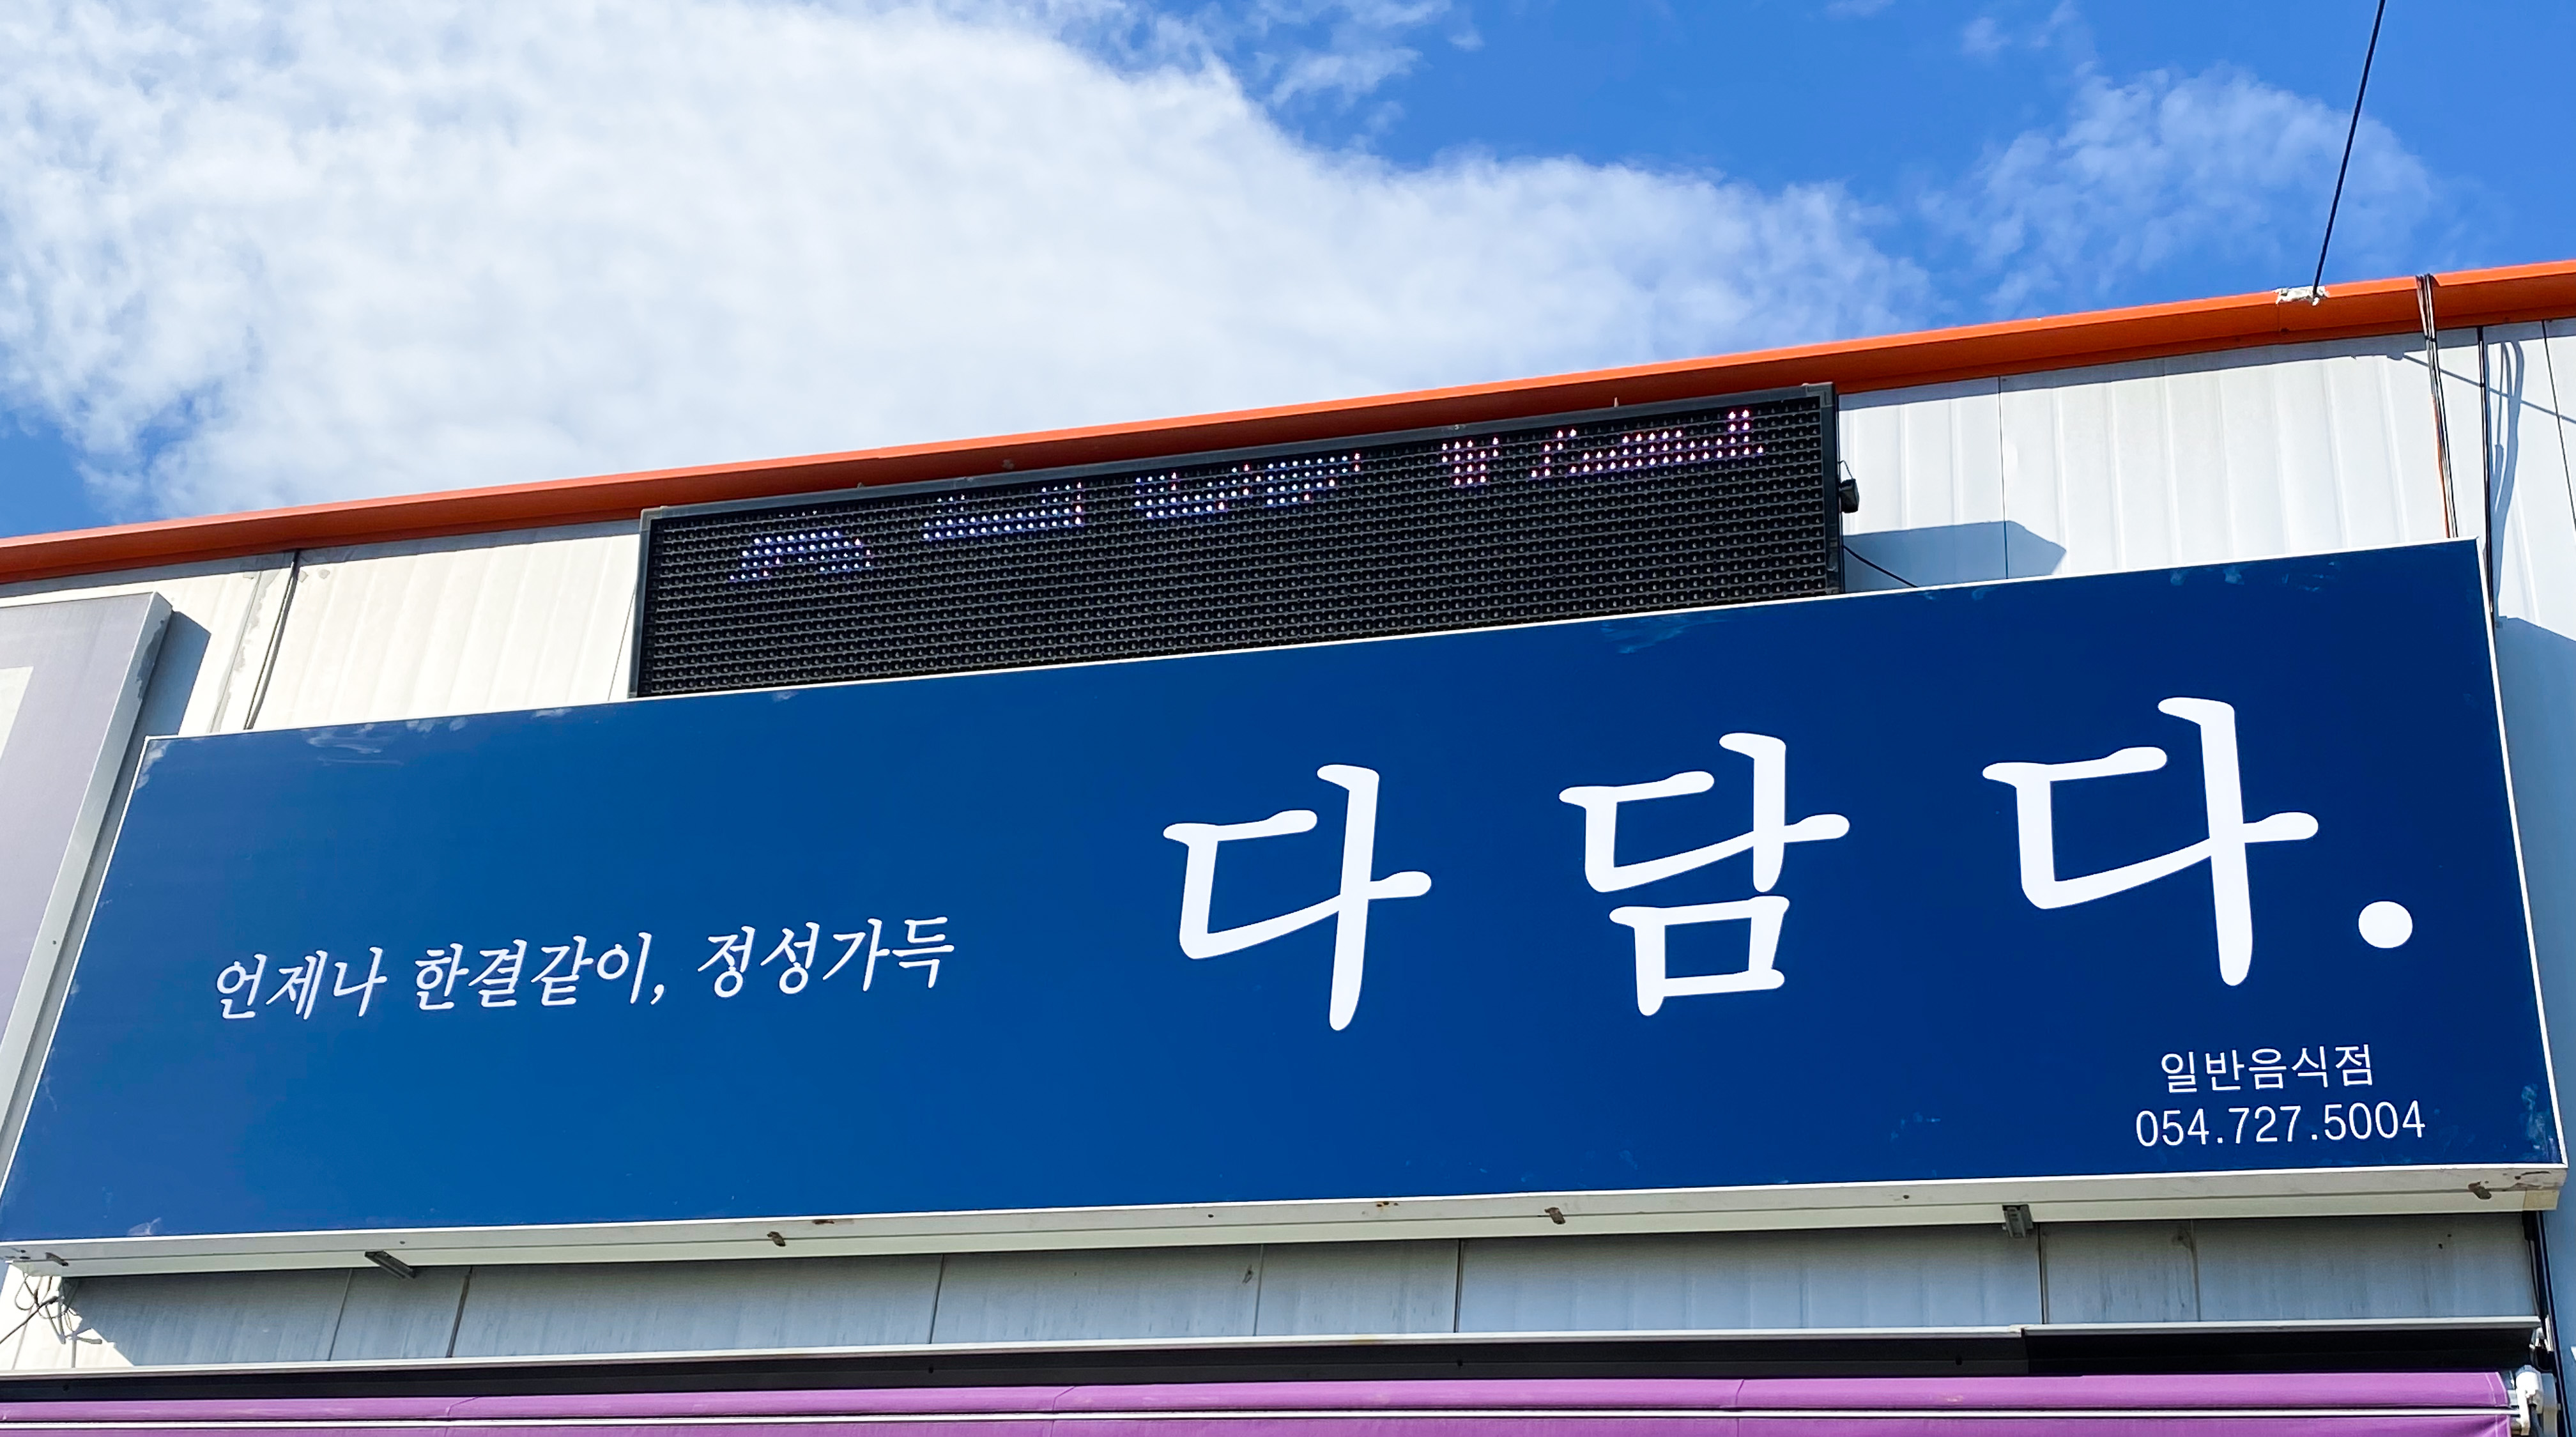 언제나 한결같이, 정성가득
다담다.
일반음식점
054.727.5004